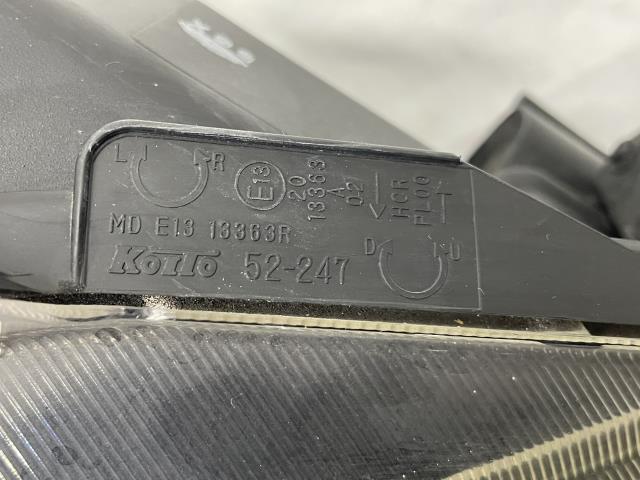 L R
E13
20
13363
A
02
HCR
PL00
MD E13 13363R
KOITO 52-247
D U